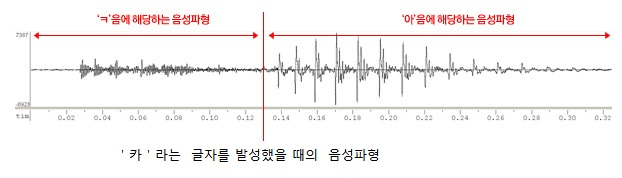 'ㅋ'음에 해당하는 음성파형 '아'음에 해당하는 음성파형
7387
-6923
tim 0.02 0.04 0.06 0.08 0.10 0.12 0.14 0.16 0.18 0.20 0.22 0.24 0.26 0.28 0.30 0.32
' 카 ' 라는 글자를 발성했을 때의 음성파형